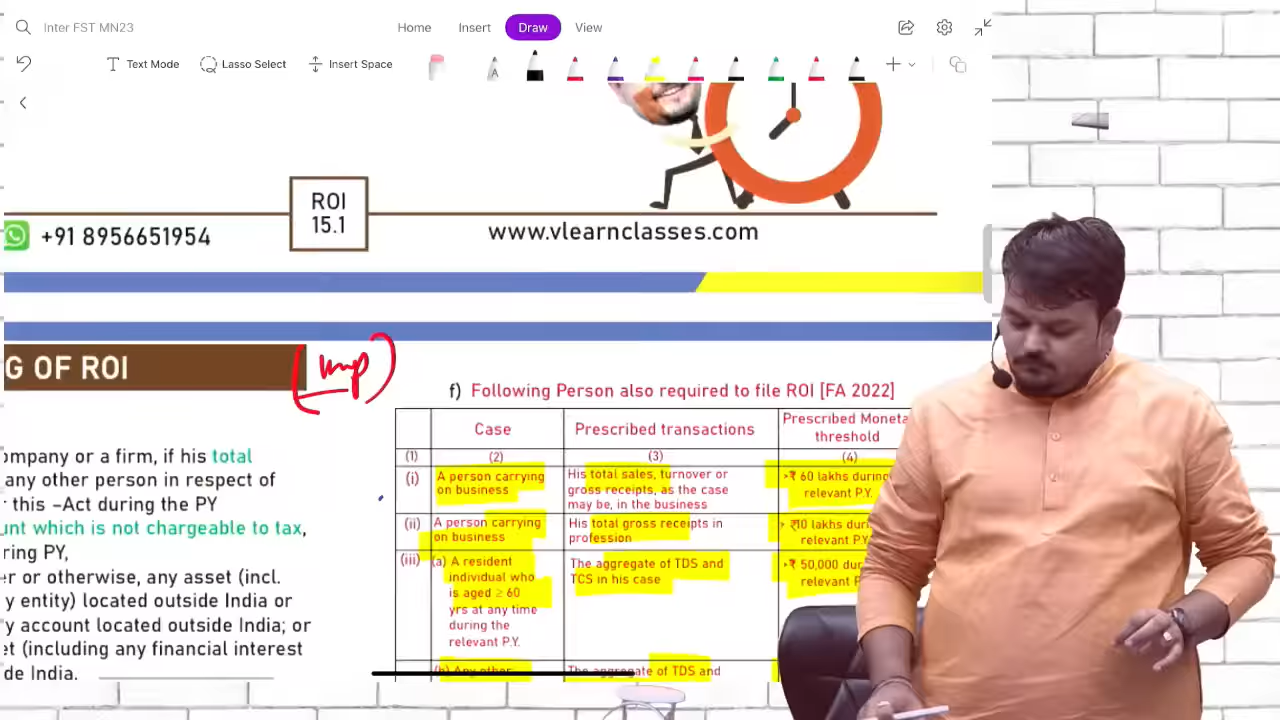 Inter FST MN23
Home
Insert
Draw
View
Text Mode
Lasso Select
Insert Space
A
ROI
15.1
+91 8956651954
www.vlearnclasses.com
G OF ROI
(Imp)
ompany or a firm, if his total
any other person in respect of
r this –Act during the PY
unt which is not chargeable to tax,
ring PY,
er or otherwise, any asset (incl.
y entity) located outside India or
y account located outside India; or
et (including any financial interest
de India.
f) Following Person also required to file ROI [FA 2022]
Case
Prescribed transactions
Prescribed Moneta
threshold
(1)
(2)
(3)
(4)
(i)
A person carrying
on business
His total sales, turnover or
gross receipts, as the case
may be, in the business
>₹ 60 lakhs during
relevant P.Y.
(ii)
A person carrying
on business
His total gross receipts in
profession
> ₹10 lakhs duri
relevant P.Y
(iii)
(a) A resident
individual who
is aged ≥ 60
yrs at any time
during the
relevant P.Y.
The aggregate of TDS and
TCS in his case
>₹ 50,000 dur
relevant P
(b) Any other
The aggregate of TDS and